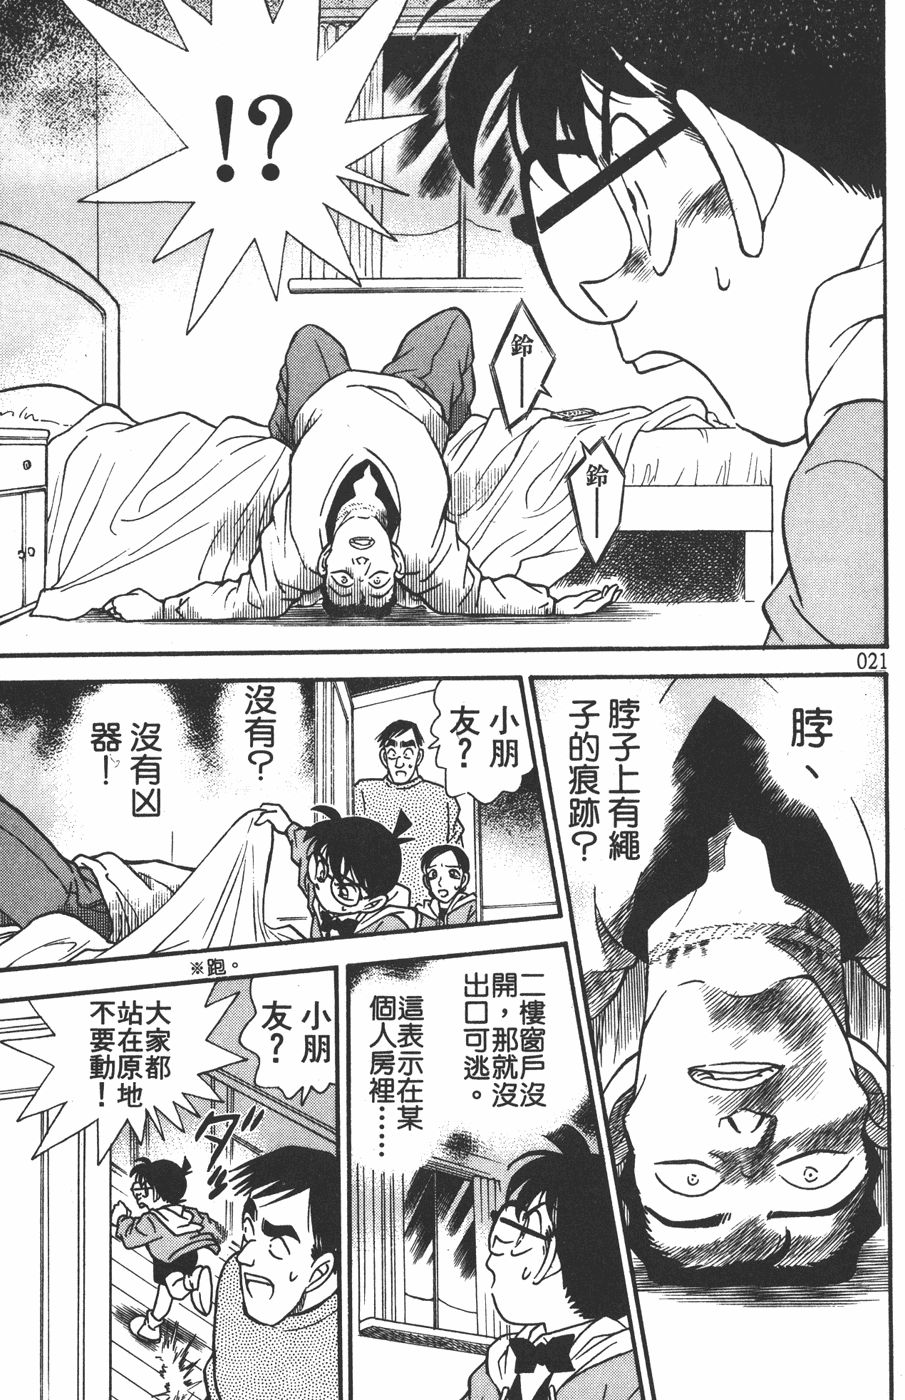 !?
鈴——
鈴——
021
脖、
脖子上有繩
子的痕跡?
小朋
友?
沒有?
沒有凶
器!
二樓窗戶沒
開,那就沒
出口可逃。
這表示在某
個人房裡……
※跑。
小朋
友?
大家都
站在原地
不要動!
ダッ